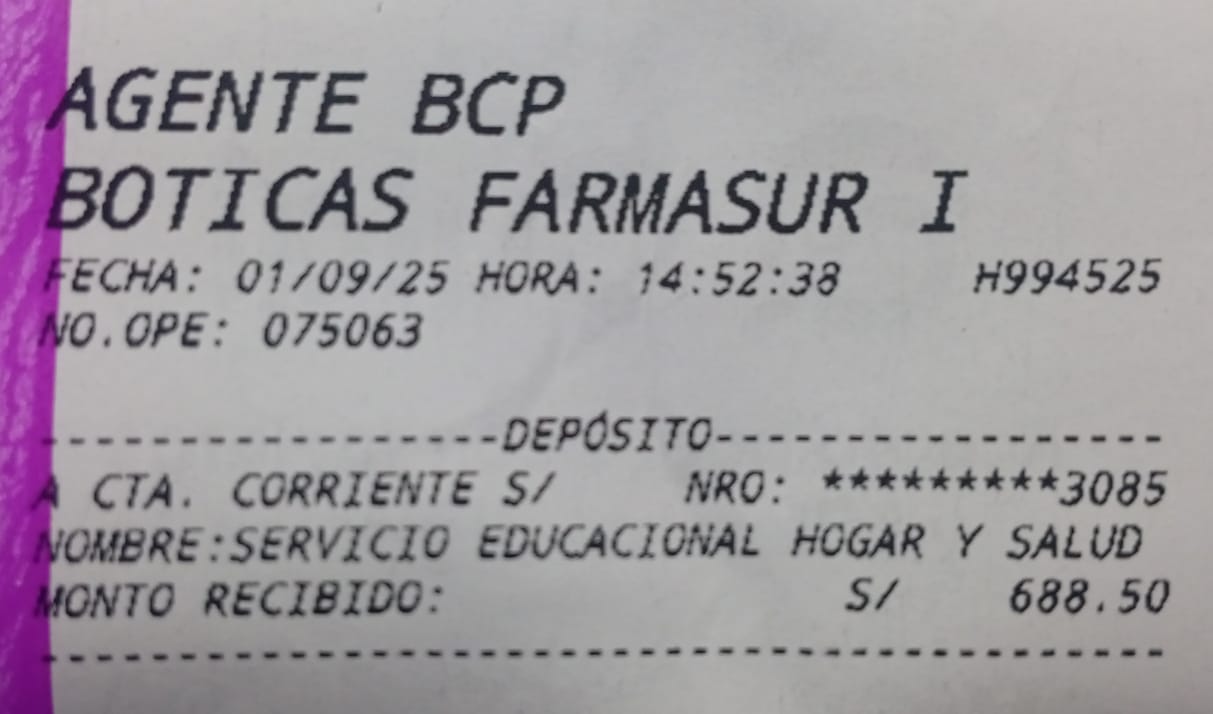 AGENTE BCP
BOTICAS FARMASUR I
FECHA: 01/09/25 HORA: 14:52:38 H994525
NO.OPE: 075063
------------------DEPÓSITO------------------
A CTA. CORRIENTE S/ NRO: *********3085
NOMBRE:SERVICIO EDUCACIONAL HOGAR Y SALUD
MONTO RECIBIDO: S/ 688.50
--------------------------------------------